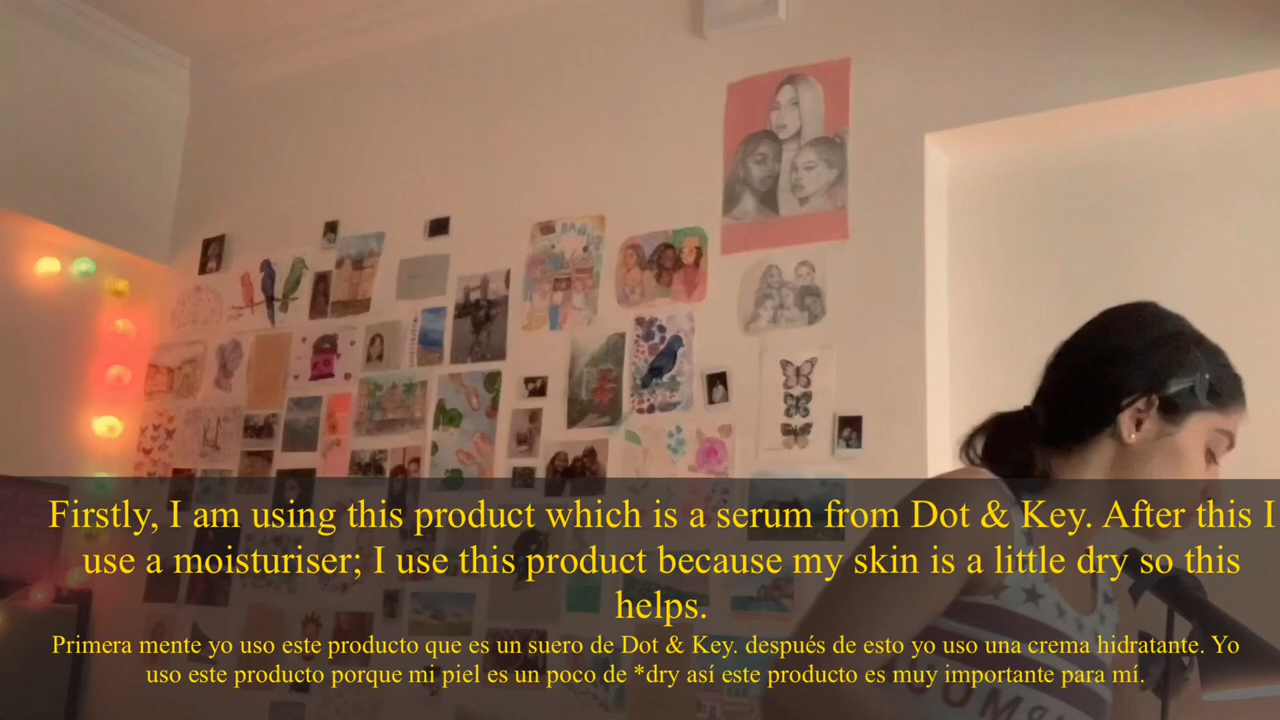 Firstly, I am using this product which is a serum from Dot & Key. After this I
use a moisturiser; I use this product because my skin is a little dry so this
helps.
Primera mente yo uso este producto que es un suero de Dot & Key. después de esto yo uso una crema hidratante. Yo
uso este producto porque mi piel es un poco de *dry así este producto es muy importante para mí.